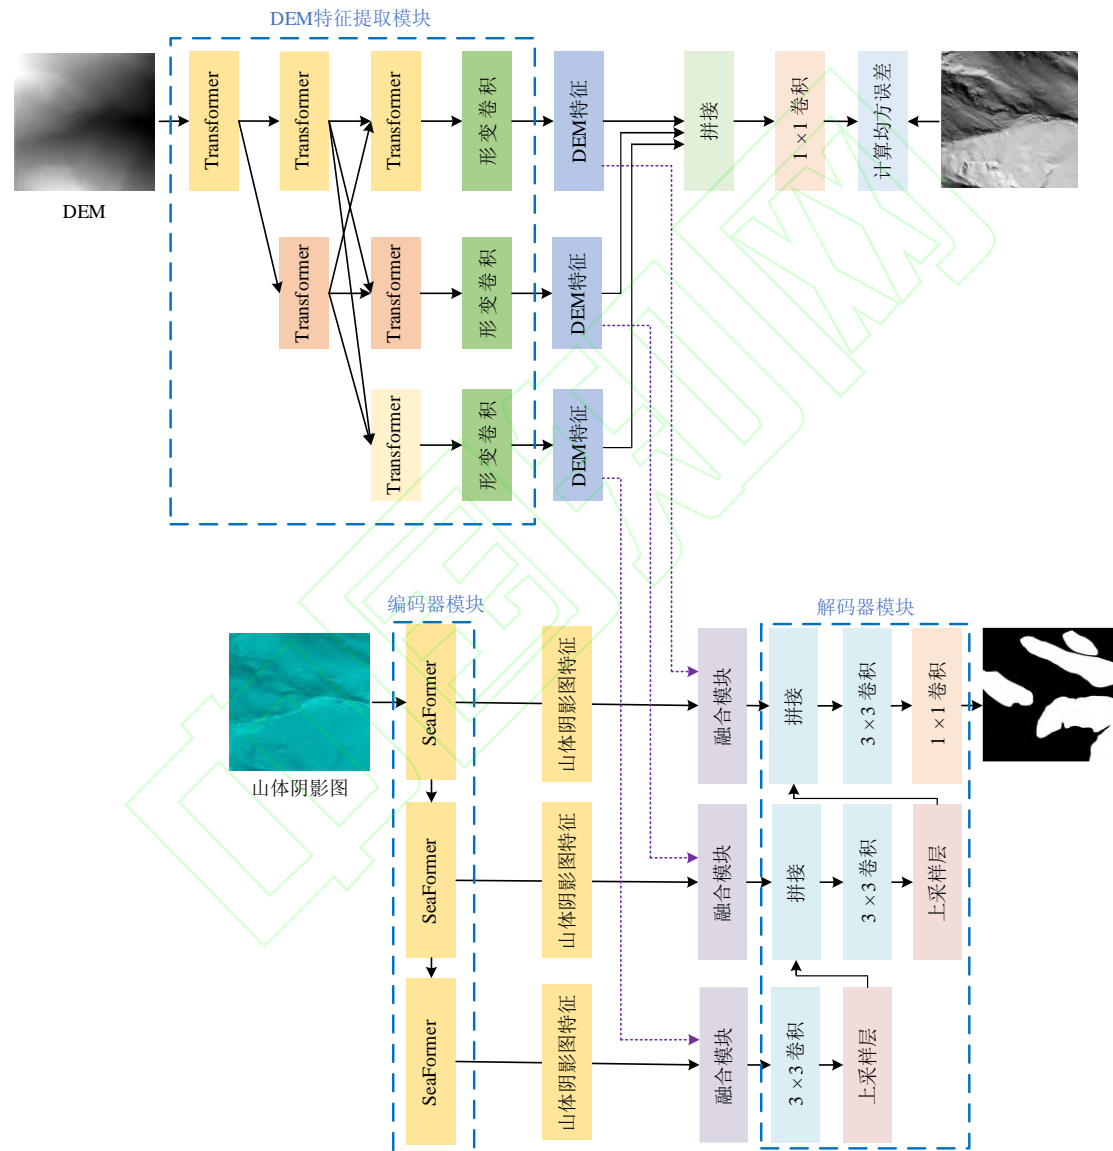 DEM特征提取模块
Transformer
Transformer
Transformer
形变卷积
DEM特征
拼接
1×1 卷积
计算均方误差
DEM
Transformer
Transformer
形变卷积
DEM特征
Transformer
形变卷积
DEM特征
编码器模块
解码器模块
SeaFormer
山体阴影图特征
融合模块
拼接
3×3 卷积
1×1 卷积
山体阴影图
SeaFormer
山体阴影图特征
融合模块
拼接
3×3 卷积
上采样层
SeaFormer
山体阴影图特征
融合模块
3×3 卷积
上采样层
中国知网